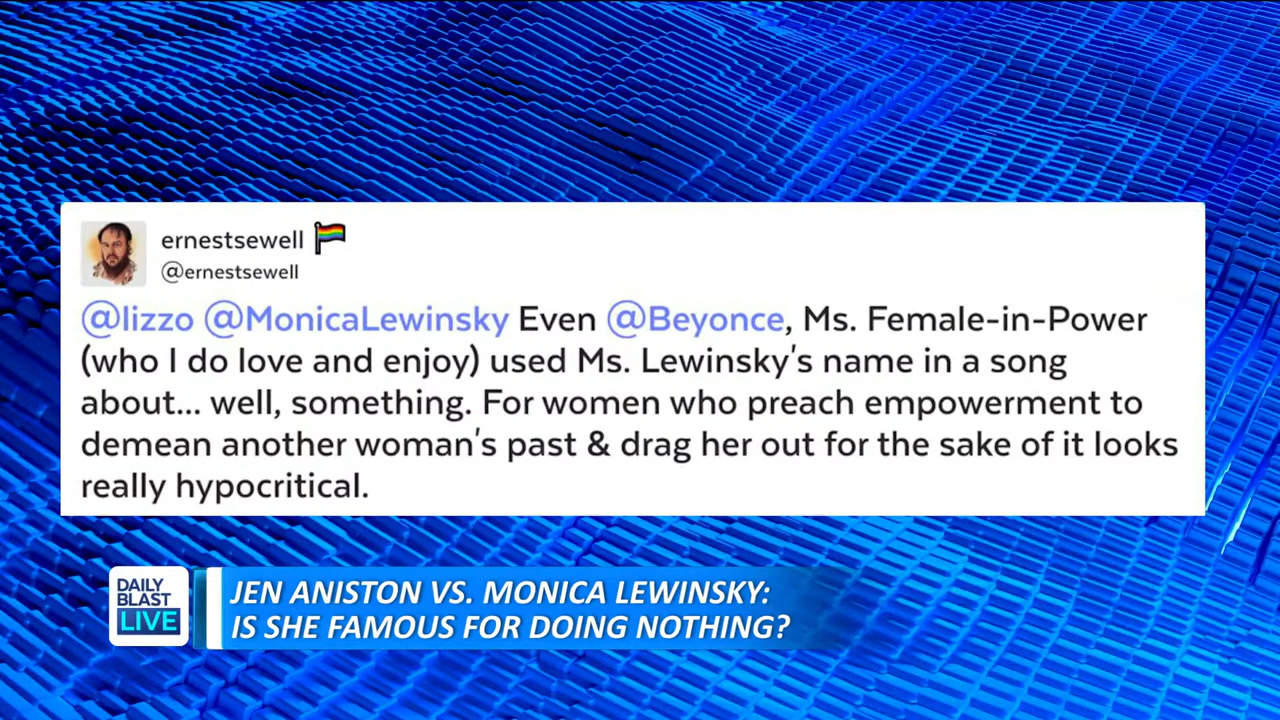 ernestsewell 🏳️‍🌈
@ernestsewell
@lizzo @MonicaLewinsky Even @Beyonce, Ms. Female-in-Power
(who I do love and enjoy) used Ms. Lewinsky's name in a song
about... well, something. For women who preach empowerment to
demean another woman's past & drag her out for the sake of it looks
really hypocritical.
DAILY
BLAST
LIVE
JEN ANISTON VS. MONICA LEWINSKY:
IS SHE FAMOUS FOR DOING NOTHING?